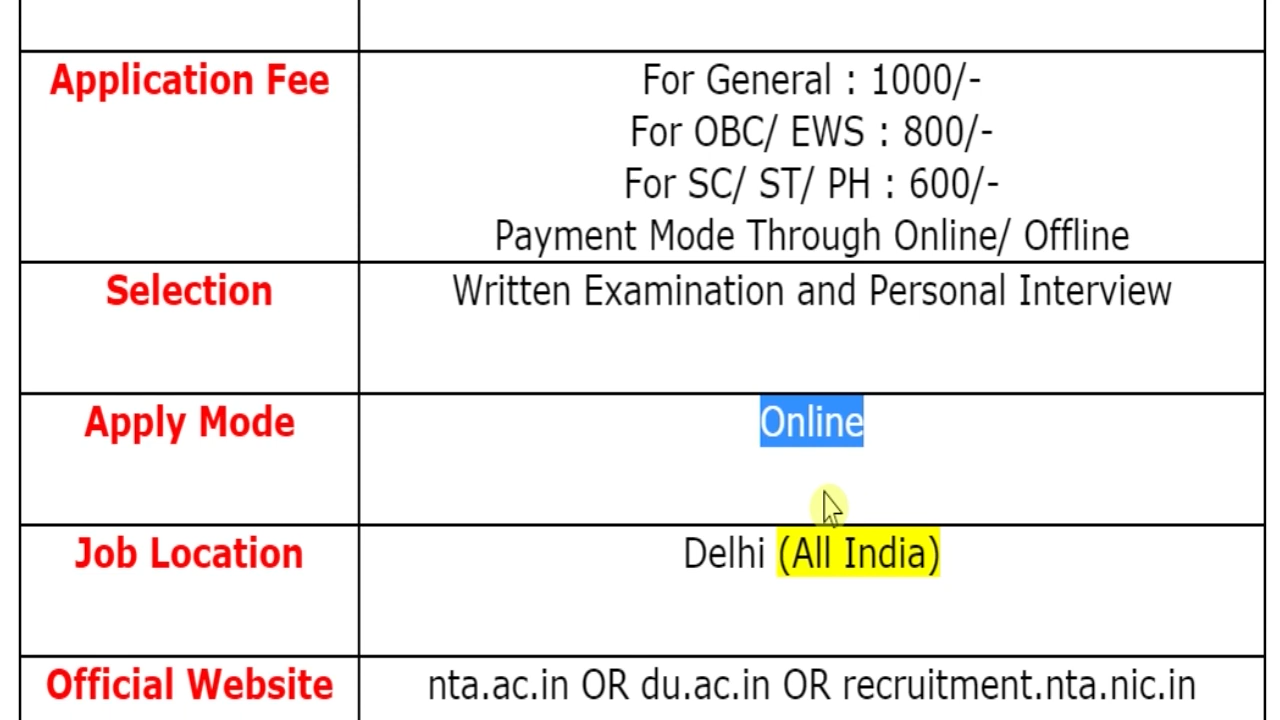 Application Fee
For General : 1000/-
For OBC/ EWS : 800/-
For SC/ ST/ PH : 600/-
Payment Mode Through Online/ Offline
Selection
Written Examination and Personal Interview
Apply Mode
Online
Job Location
Delhi (All India)
Official Website
nta.ac.in OR du.ac.in OR recruitment.nta.nic.in